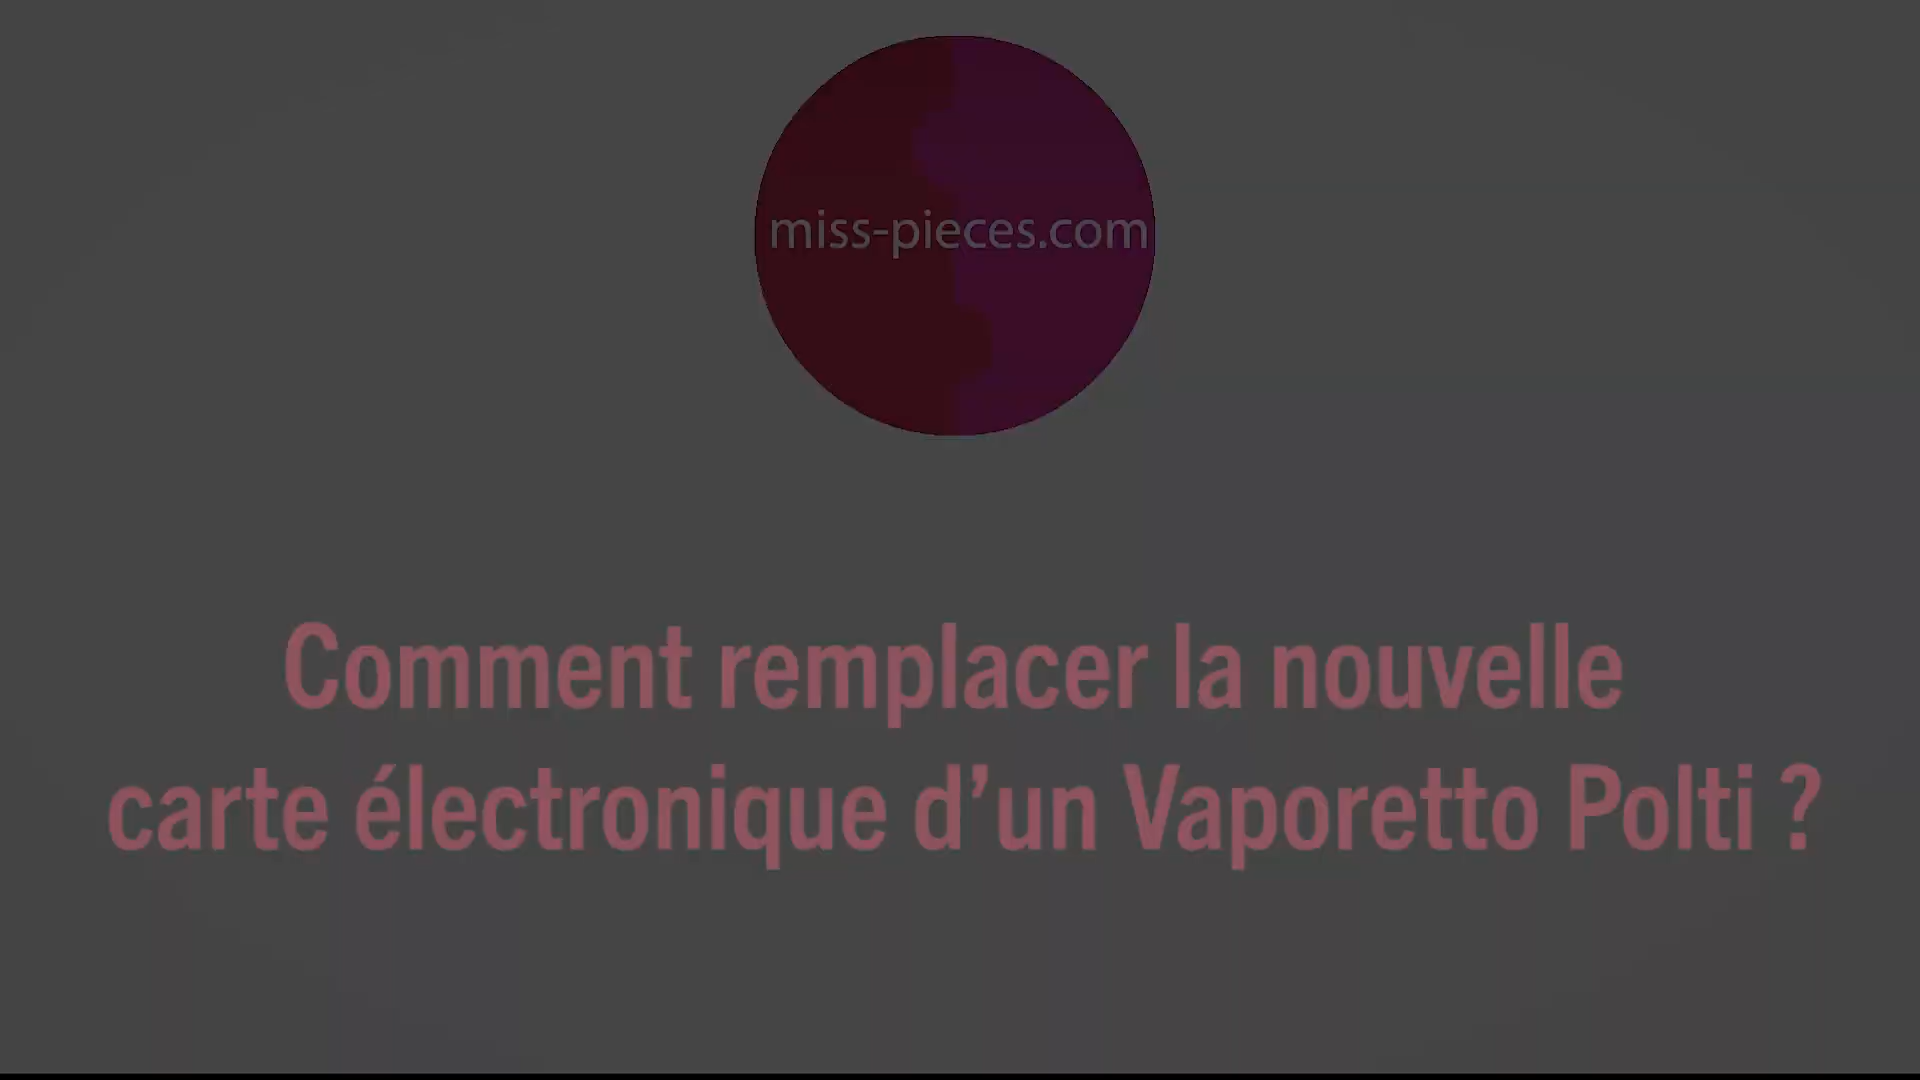 miss-pieces.com
Comment remplacer la nouvelle
carte électronique d’un Vaporetto Polti ?